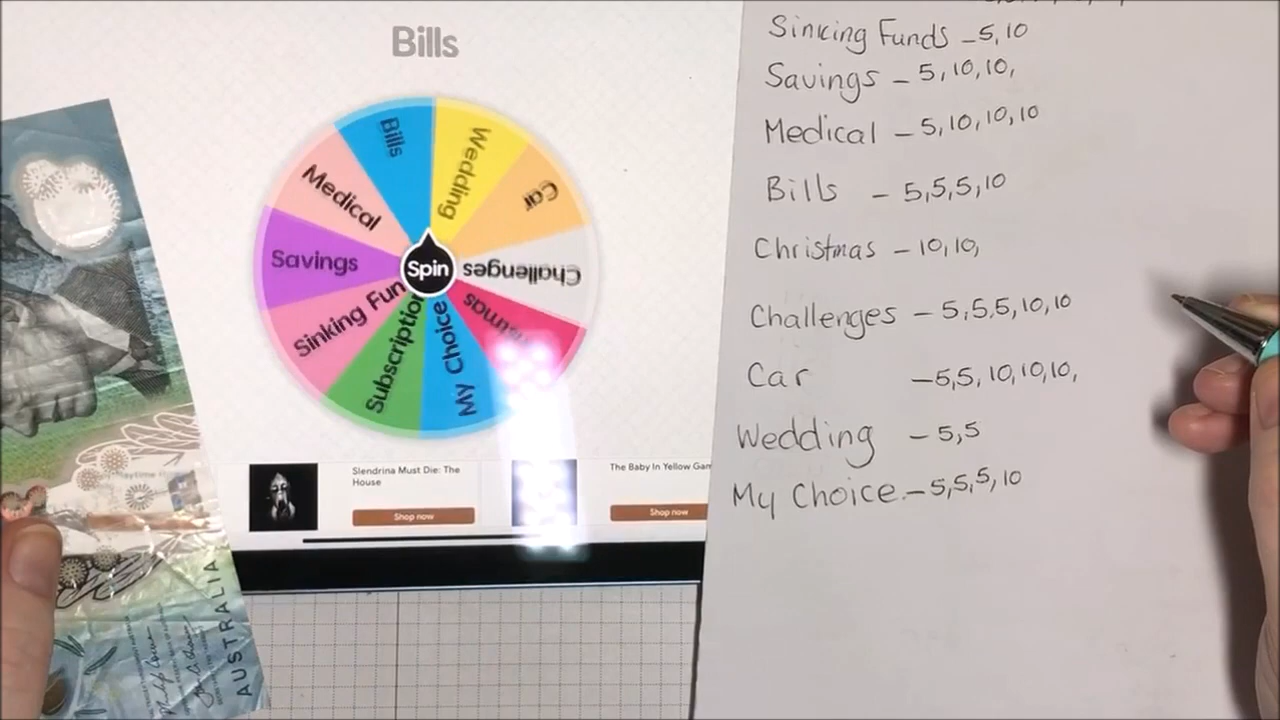 Bills
Bills
Wedding
Car
Challenges
My Choice
Subscription
Sinking Fun
Savings
Medical
Spin
Slendrina Must Die: The
House
Shop now
The Baby In Yellow Gam
Shop now
AUSTRALIA
Sinking Funds - 5, 10
Savings - 5, 10, 10,
Medical - 5, 10, 10, 10
Bills - 5, 5, 5, 10
Christmas - 10, 10,
Challenges - 5, 5, 5, 10, 10
Car - 5, 5, 10, 10, 10,
Wedding - 5, 5
My Choice - 5, 5, 5, 10